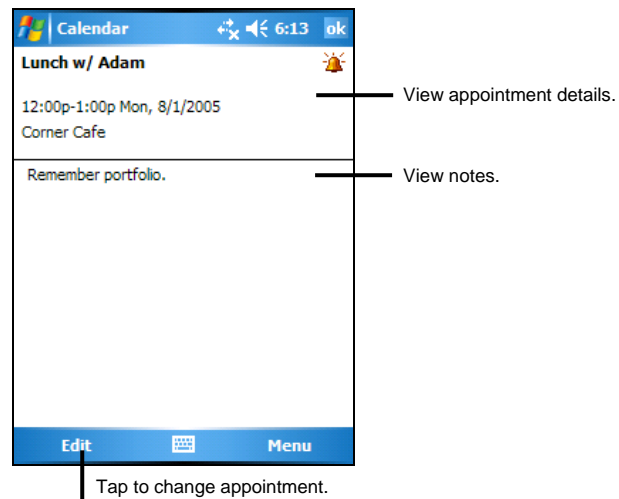 Calendar 6:13 ok
Lunch w/ Adam
12:00p-1:00p Mon, 8/1/2005
View appointment details.
Corner Cafe
Remember portfolio.
View notes.
Edit Menu
Tap to change appointment.